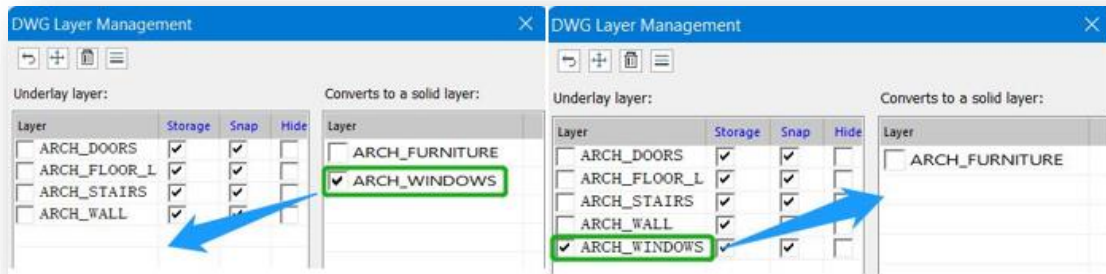 DWG Layer Management
Underlay layer:
Converts to a solid layer:
Layer Storage Snap Hide
Layer
ARCH_DOORS
ARCH_FLOOR_L
ARCH_STAIRS
ARCH_WALL
ARCH_FURNITURE
ARCH_WINDOWS
DWG Layer Management
Underlay layer:
Converts to a solid layer:
Layer Storage Snap Hide
Layer
ARCH_DOORS
ARCH_FLOOR_L
ARCH_STAIRS
ARCH_WALL
ARCH_WINDOWS
ARCH_FURNITURE